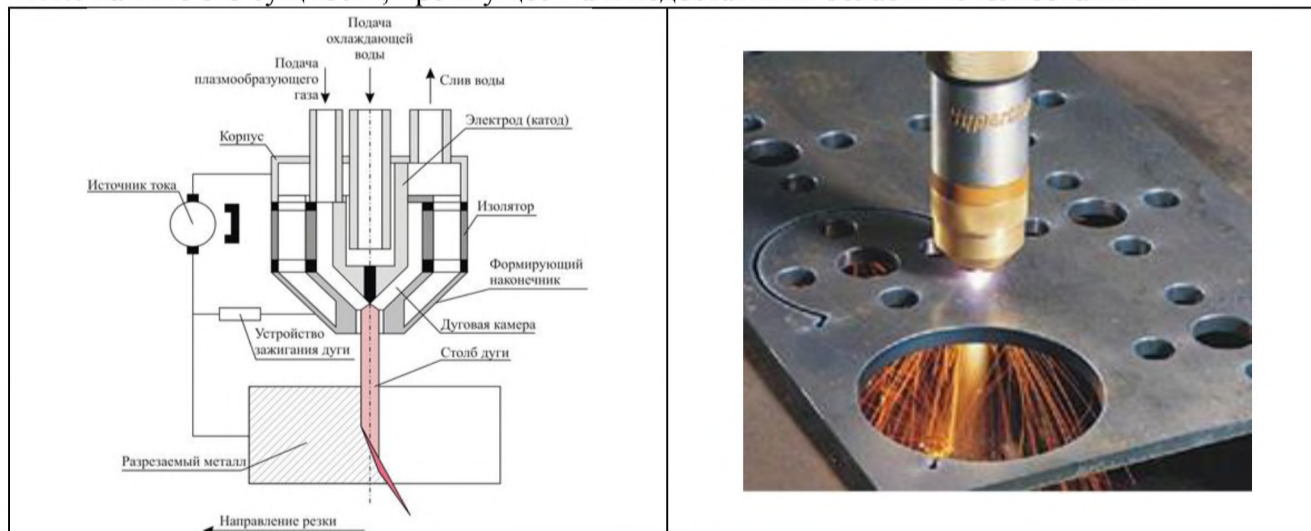 Подача
охлаждающей
воды
Подача
плазмообразующего
газа
Слив воды
Электрод (катод)
Корпус
Источник тока
Изолятор
Формирующий
наконечник
Дуговая камера
Устройство
зажигания дуги
Столб дуги
Разрезаемый металл
Направление резки